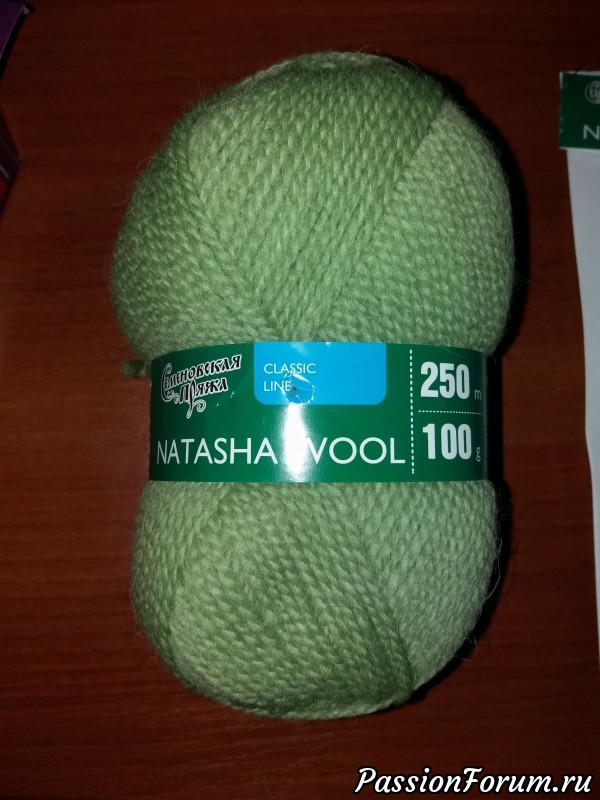 Семеновская
Пряжа
CLASSIC
LINE
NATASHA WOOL
250 m
100 g
N
PassionForum.ru